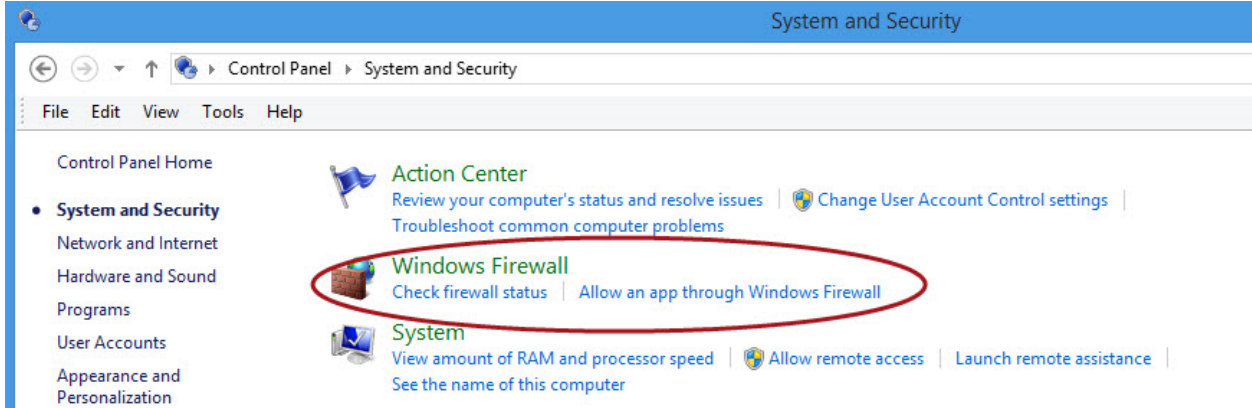 System and Security
Control Panel System and Security
File Edit View Tools Help
Control Panel Home
System and Security
Network and Internet
Hardware and Sound
Programs
User Accounts
Appearance and
Personalization
Action Center
Review your computer's status and resolve issues Change User Account Control settings
Troubleshoot common computer problems
Windows Firewall
Check firewall status Allow an app through Windows Firewall
System
View amount of RAM and processor speed Allow remote access Launch remote assistance
See the name of this computer